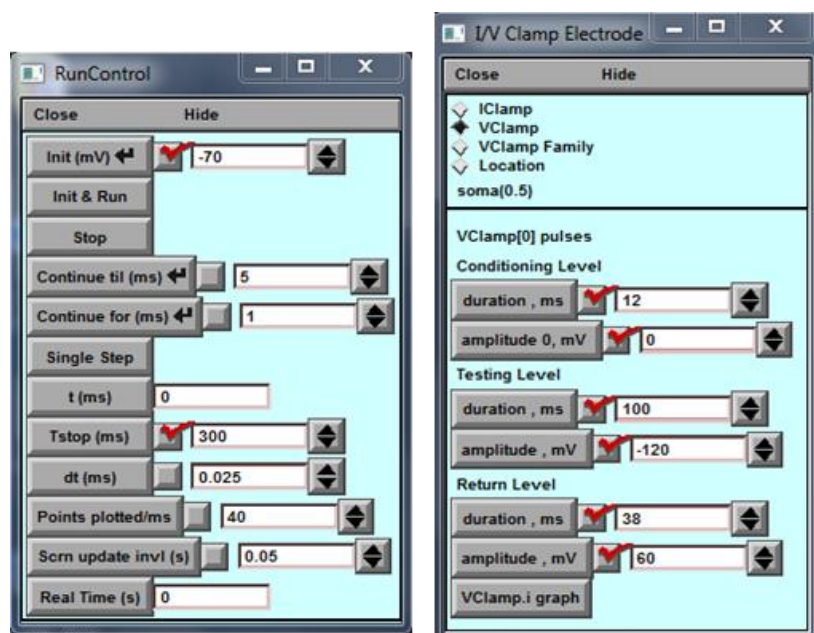 RunControl
Close Hide
Init (mV) -70
Init & Run
Stop
Continue til (ms) 5
Continue for (ms) 1
Single Step
t (ms) 0
Tstop (ms) 300
dt (ms) 0.025
Points plotted/ms 40
Scrn update invl (s) 0.05
Real Time (s) 0
I/V Clamp Electrode
Close Hide
IClamp
VClamp
VClamp Family
Location
soma(0.5)
VClamp[0] pulses
Conditioning Level
duration , ms 12
amplitude 0, mV 0
Testing Level
duration , ms 100
amplitude , mV -120
Return Level
duration , ms 38
amplitude , mV 60
VClamp.i graph